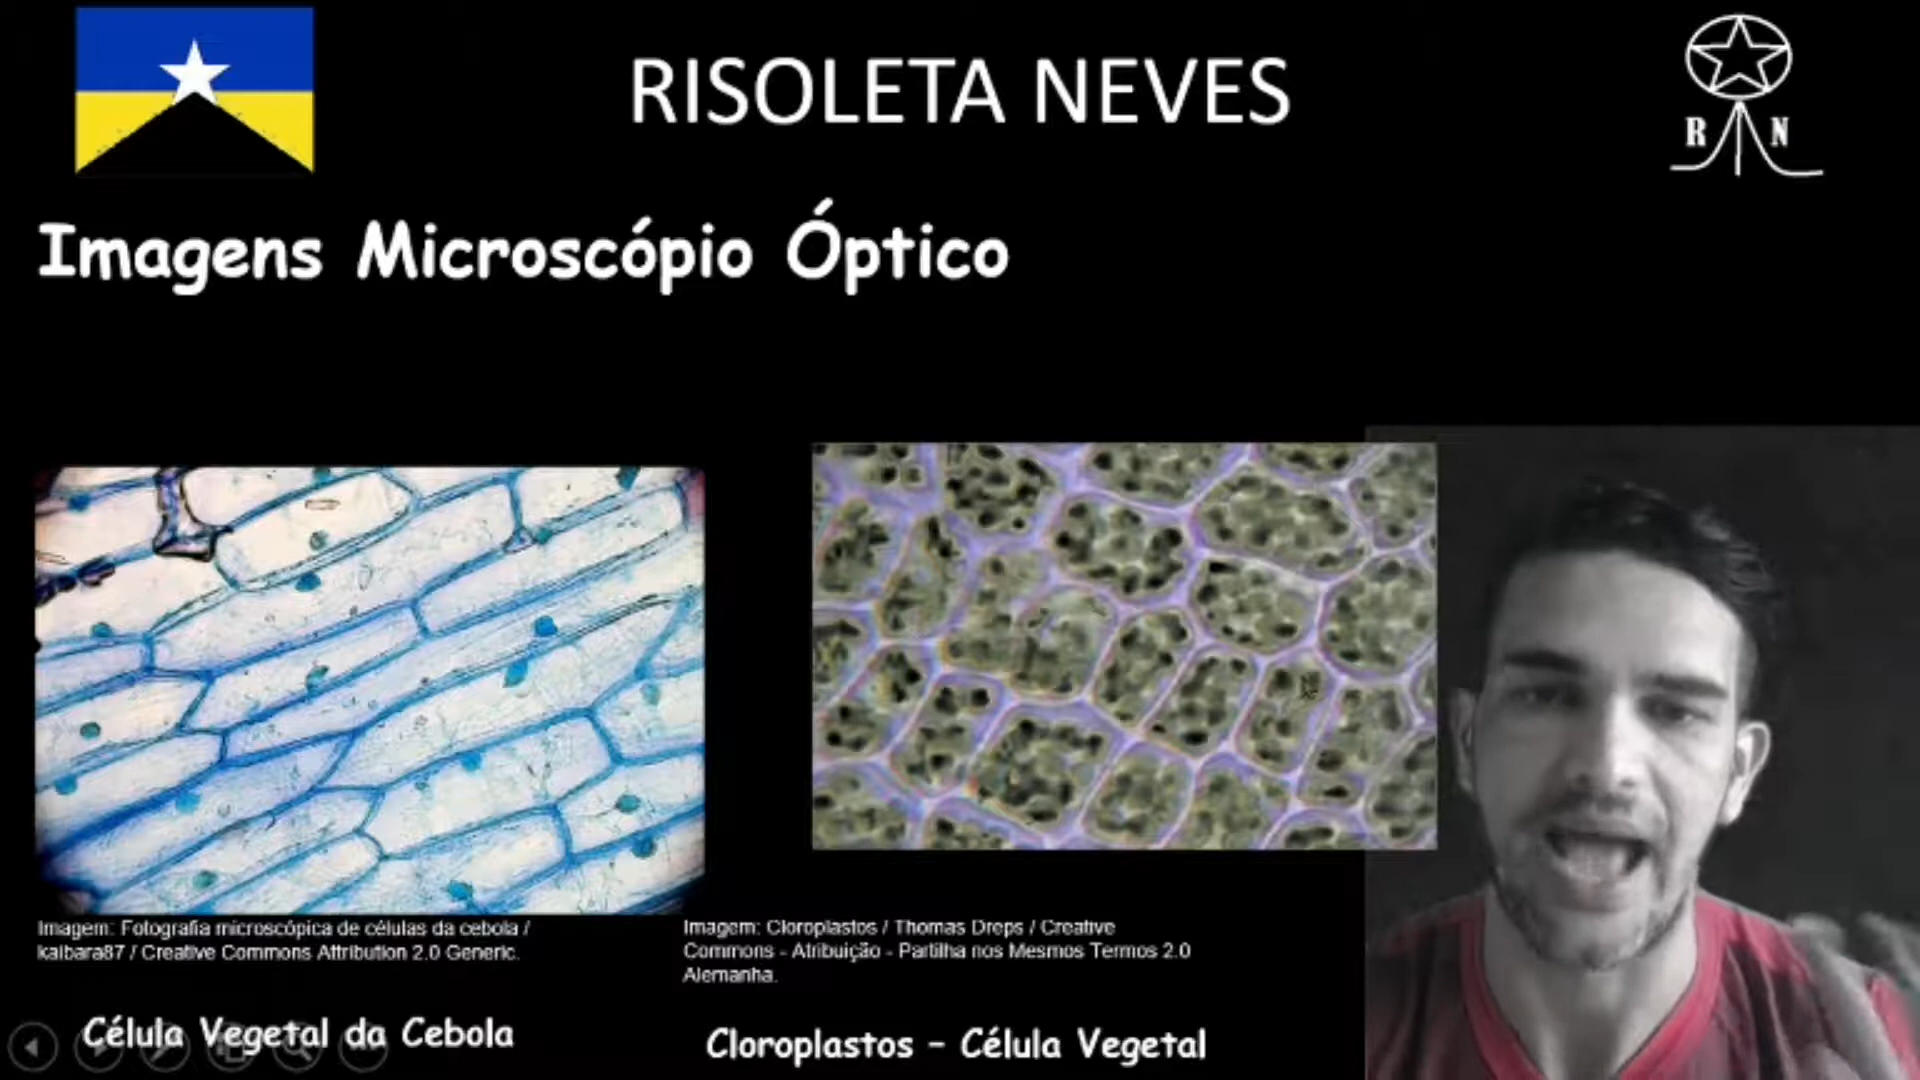 RISOLETA NEVES
R N
Imagens Microscópio Óptico
Imagem: Fotografia microscópica de células da cebola /
kaibara87 / Creative Commons Attribution 2.0 Generic.
Imagem: Cloroplastos / Thomas Dreps / Creative
Commons - Atribuição - Partilha nos Mesmos Termos 2.0
Alemanha.
Célula Vegetal da Cebola
Cloroplastos – Célula Vegetal